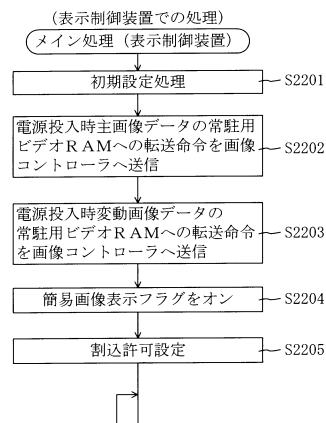 （表示制御装置での処理）
メイン処理（表示制御装置）
初期設定処理
S2201
電源投入時主画像データの常駐用
ビデオＲＡＭへの転送命令を画像
コントローラへ送信
S2202
電源投入時変動画像データの
常駐用ビデオＲＡＭへの転送命令
を画像コントローラへ送信
S2203
簡易画像表示フラグをオン
S2204
割込許可設定
S2205